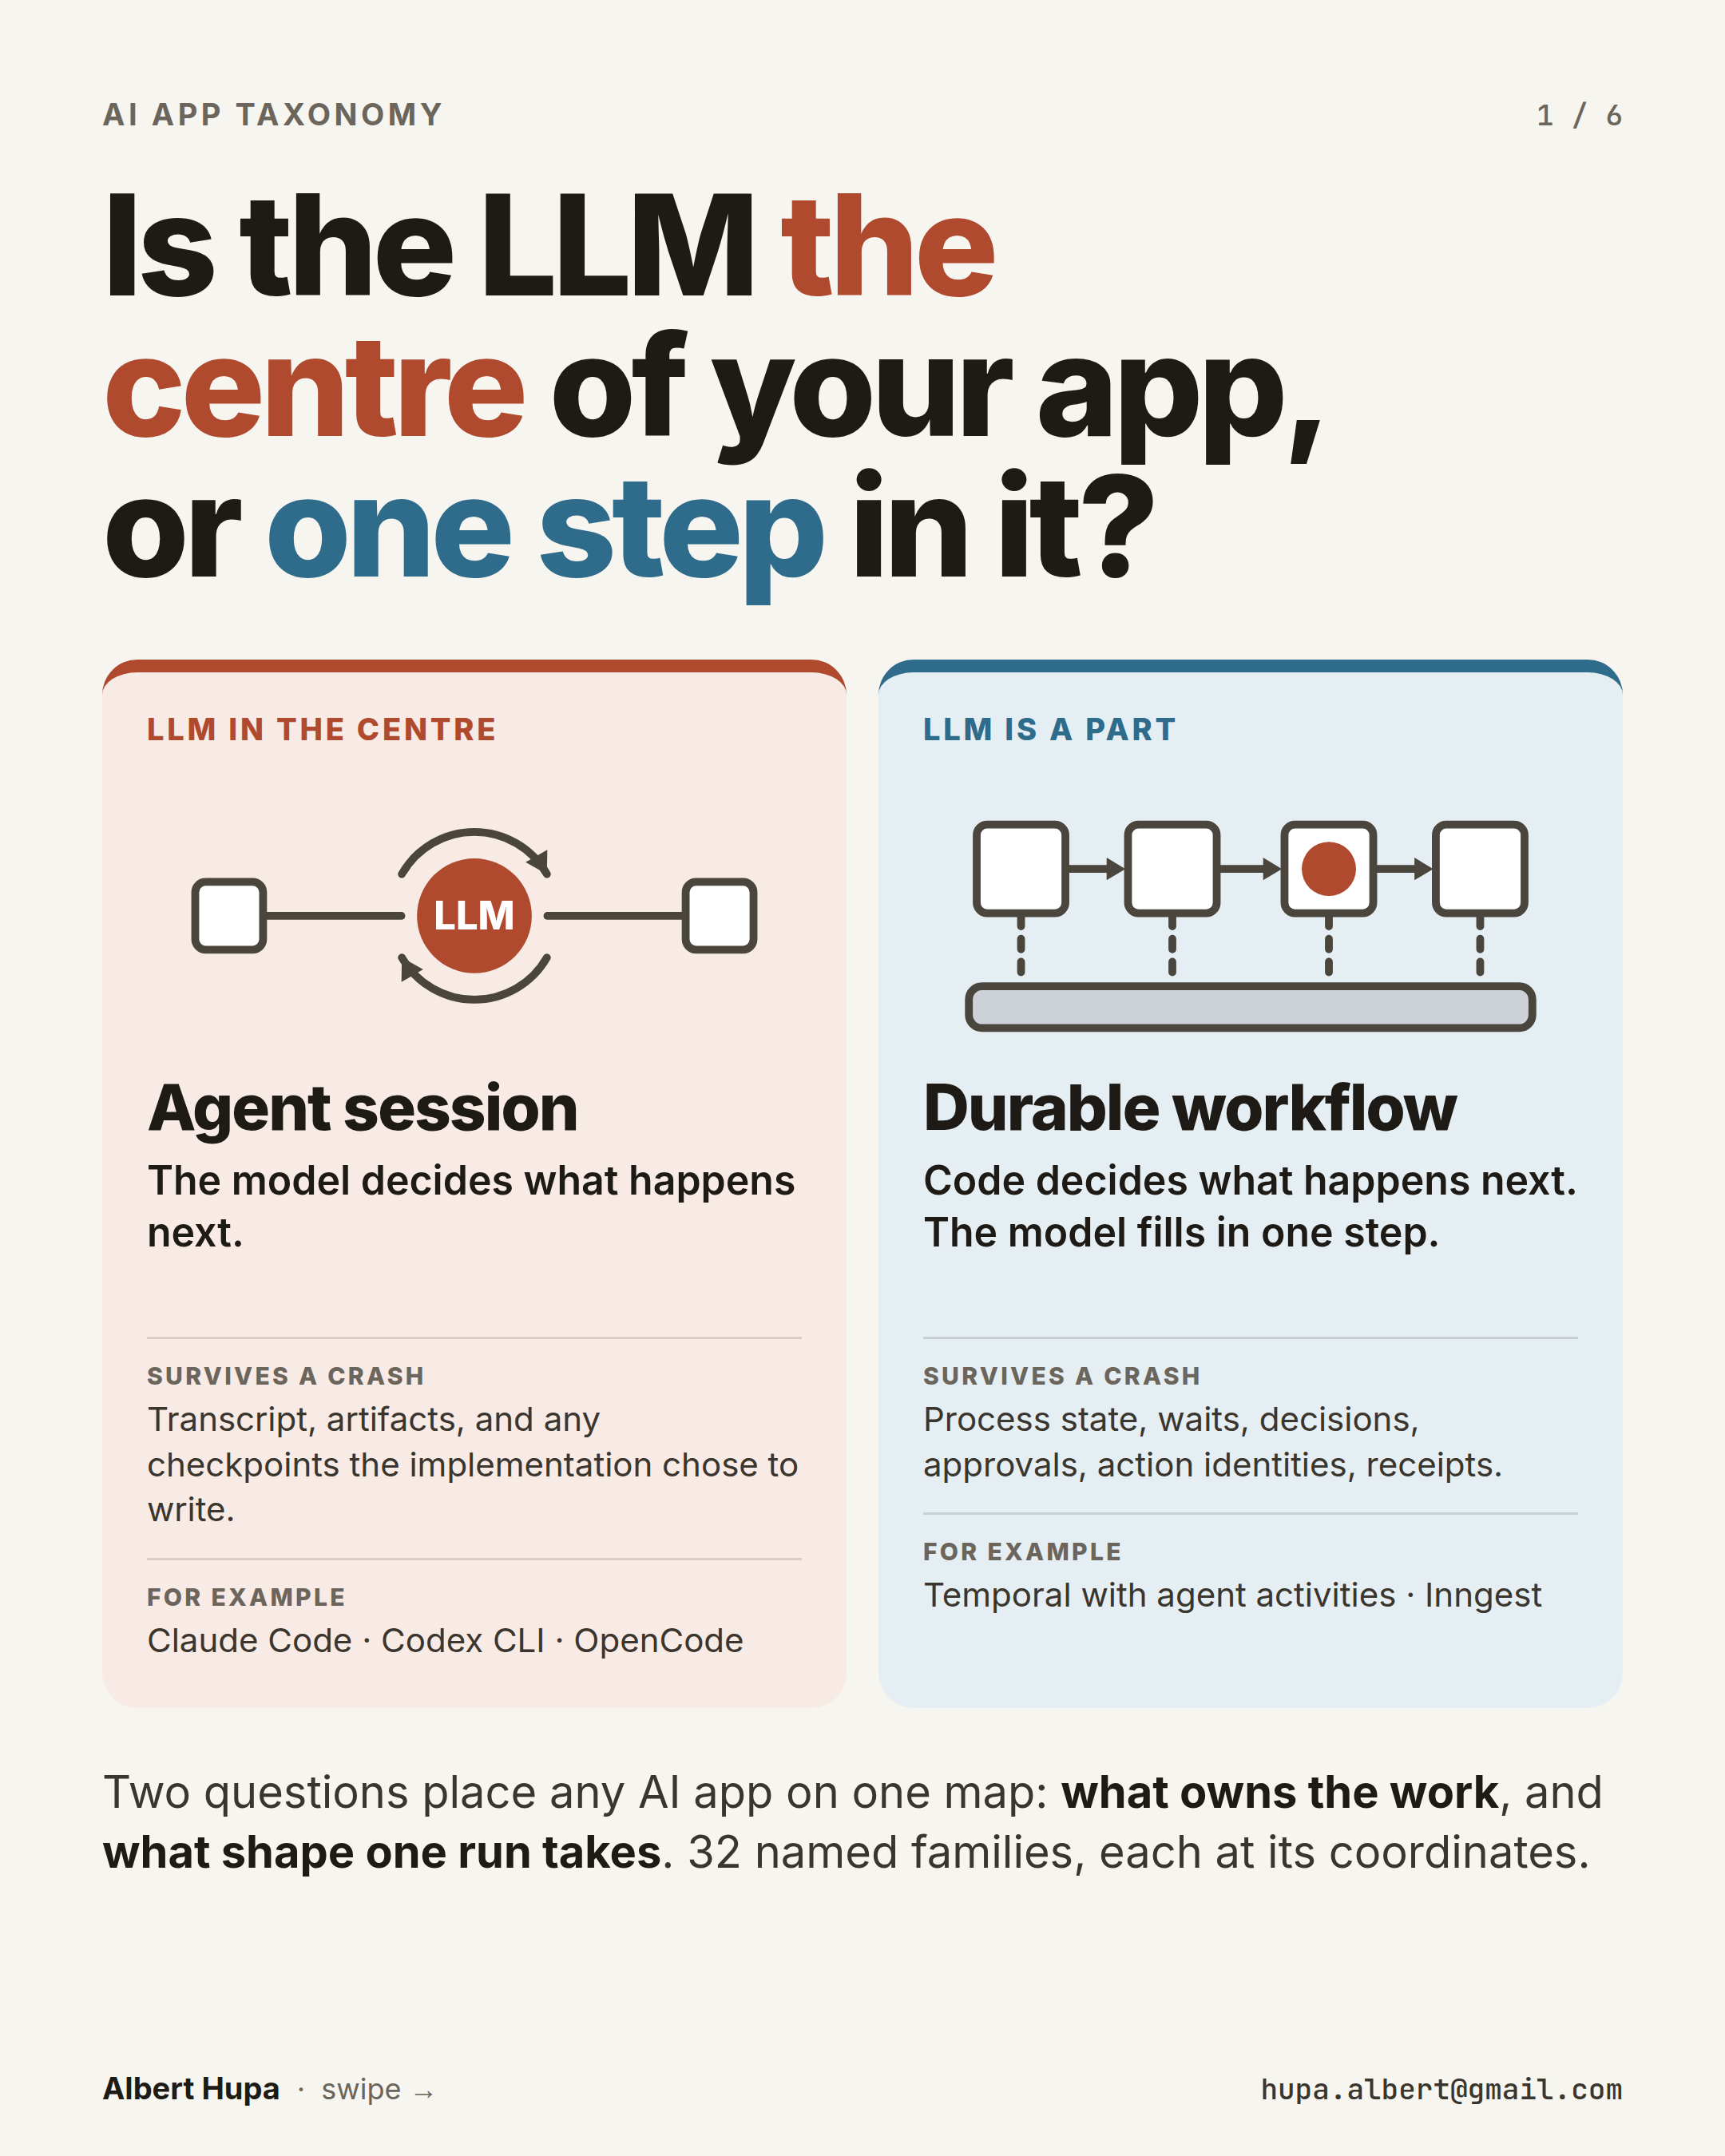 AI APP TAXONOMY
1 / 6
Is the LLM the
centre of your app,
or one step in it?
LLM IN THE CENTRE
LLM
Agent session
The model decides what happens
next.
SURVIVES A CRASH
Transcript, artifacts, and any
checkpoints the implementation chose to
write.
FOR EXAMPLE
Claude Code · Codex CLI · OpenCode
LLM IS A PART
Durable workflow
Code decides what happens next.
The model fills in one step.
SURVIVES A CRASH
Process state, waits, decisions,
approvals, action identities, receipts.
FOR EXAMPLE
Temporal with agent activities · Inngest
Two questions place any AI app on one map: what owns the work, and
what shape one run takes. 32 named families, each at its coordinates.
Albert Hupa · swipe →
hupa.albert@gmail.com